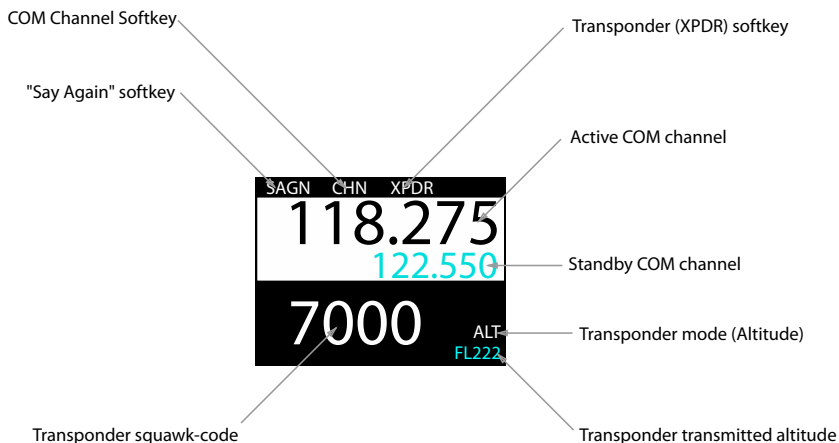 COM Channel Softkey
Transponder (XPDR) softkey
"Say Again" softkey
Active COM channel
SAGN CHN XPDR
118.275
122.550
Standby COM channel
7000
ALT
Transponder mode (Altitude)
FL222
Transponder squawk-code
Transponder transmitted altitude